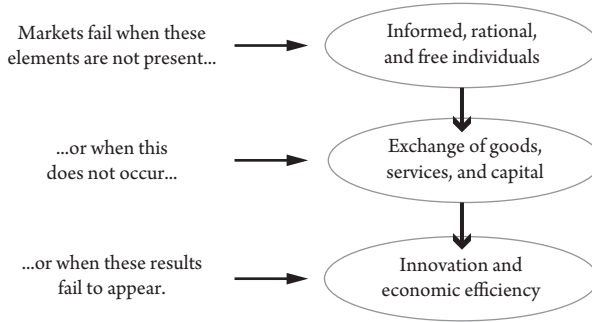 Markets fail when these
elements are not present...
Informed, rational,
and free individuals
...or when this
does not occur...
Exchange of goods,
services, and capital
...or when these results
fail to appear.
Innovation and
economic efficiency